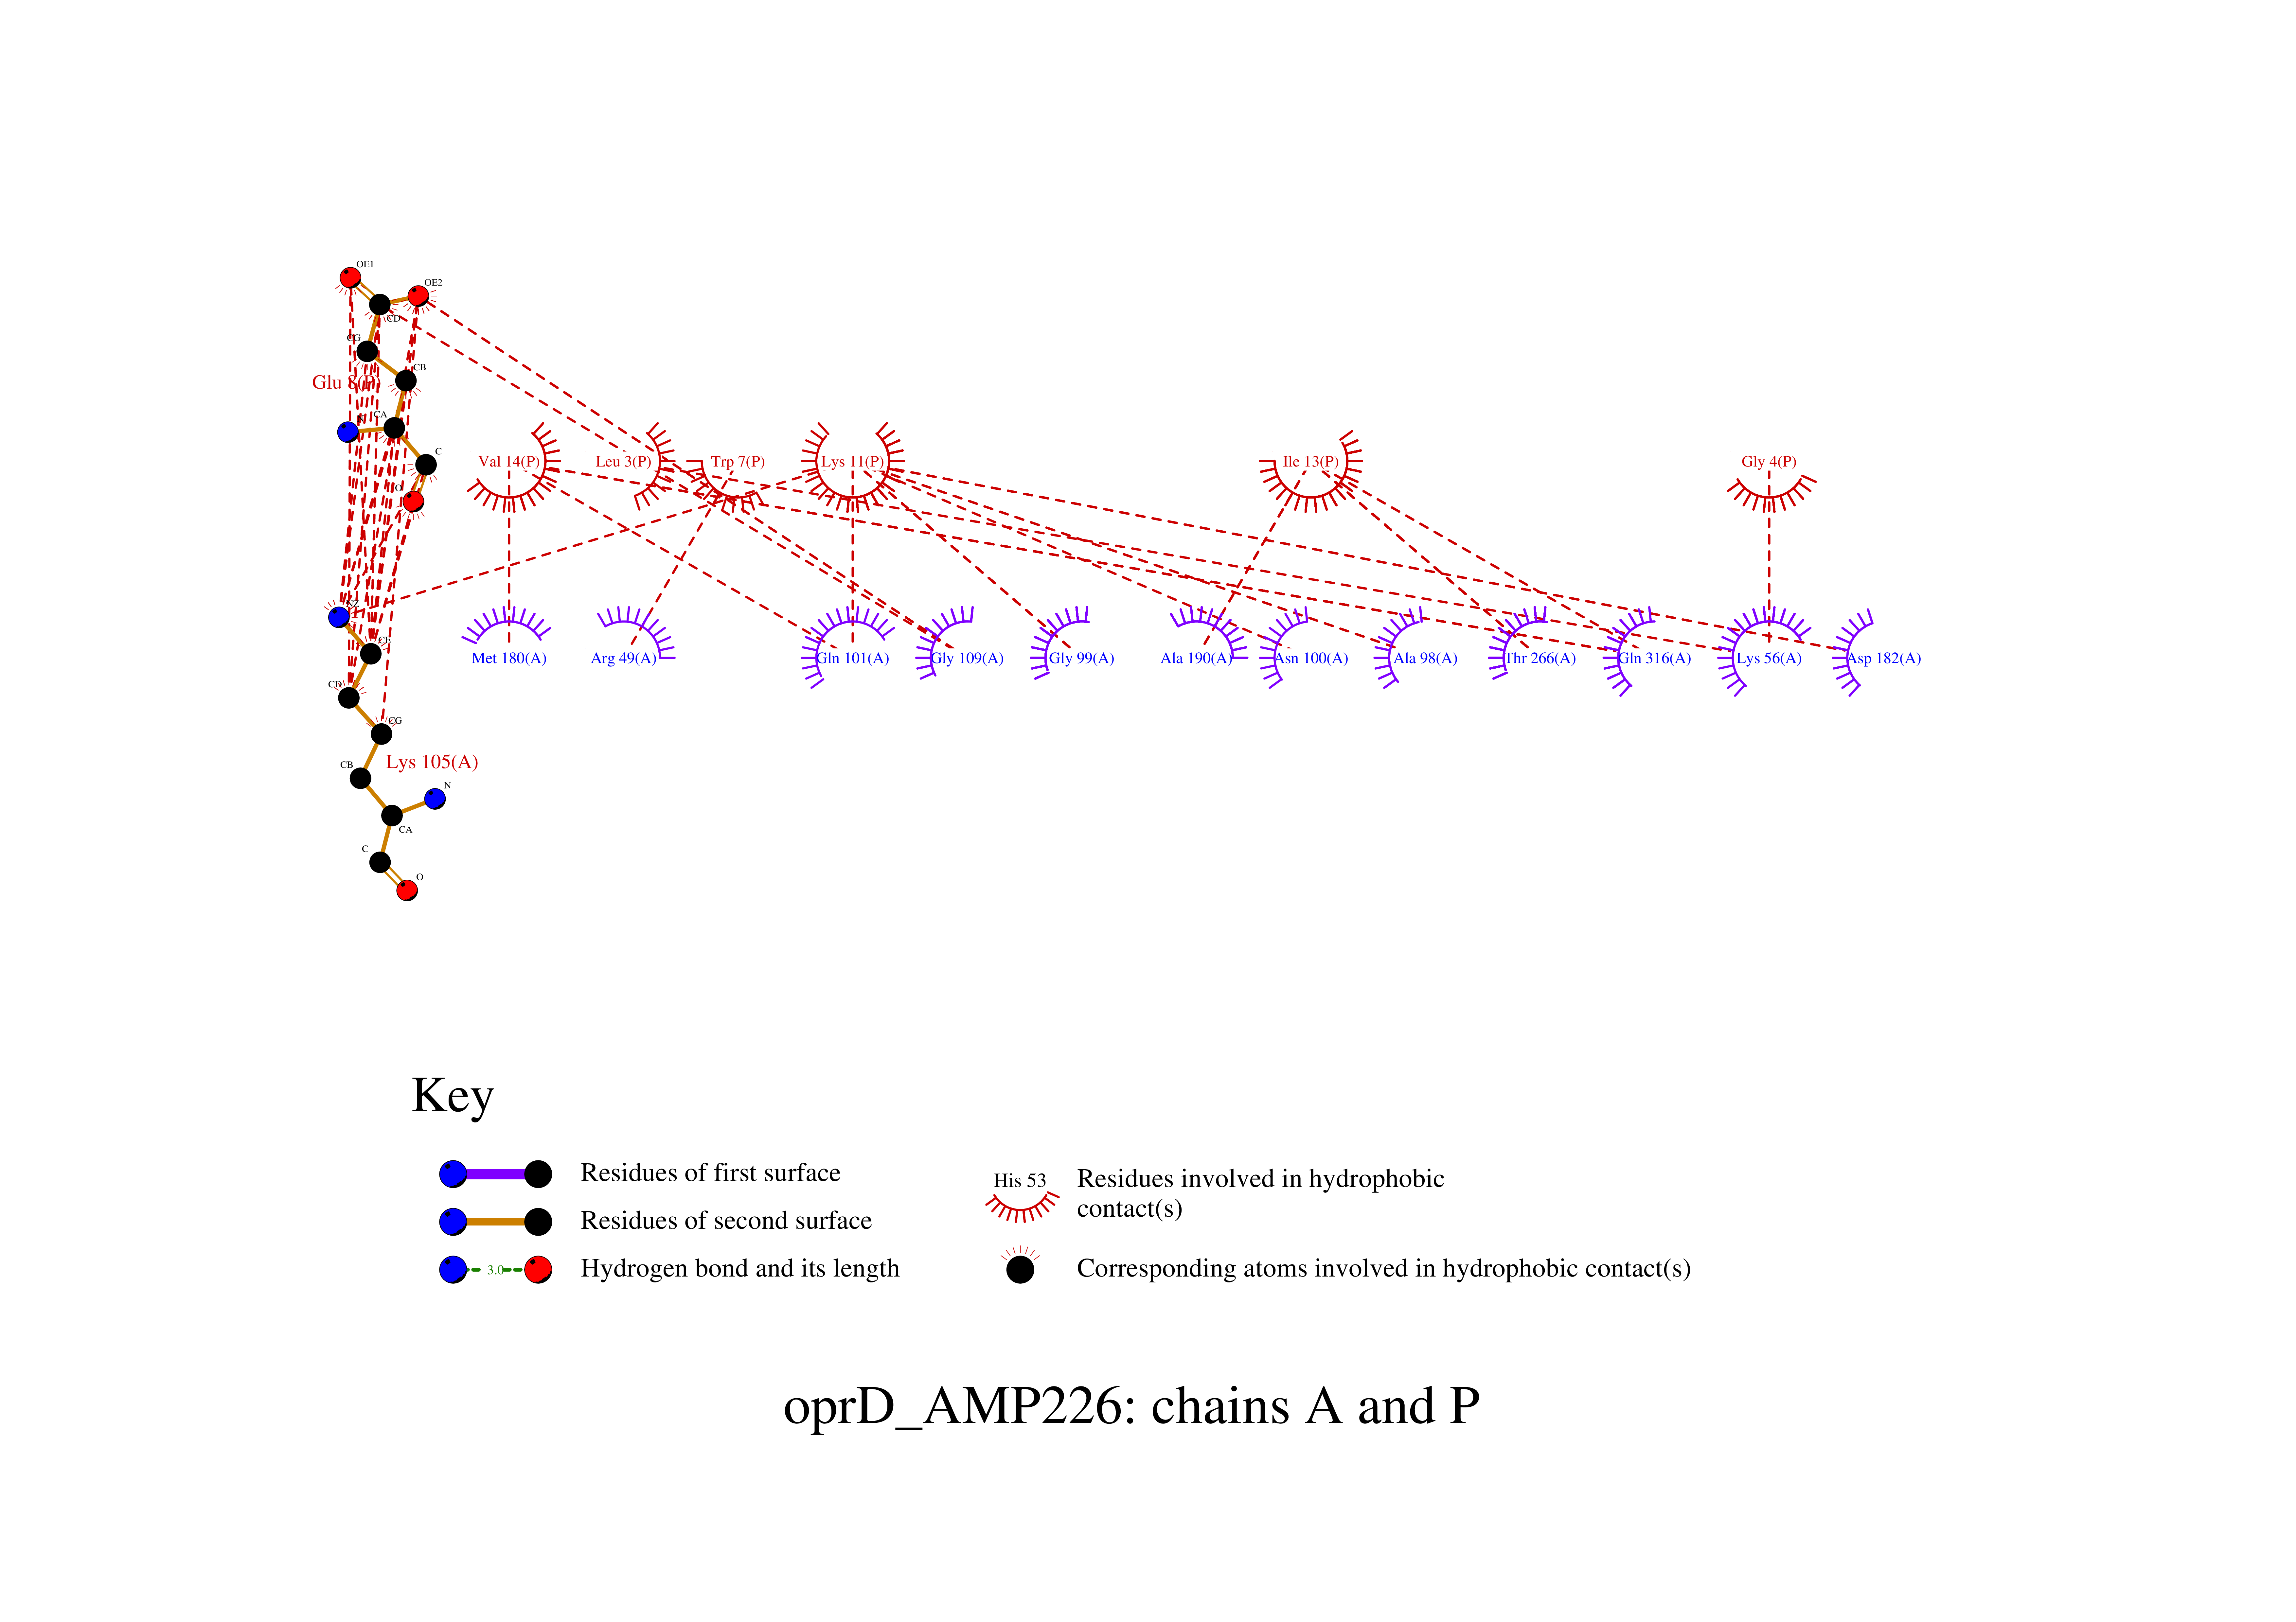 OE1
OE2
CD
CG
CB
Glu 8(P)
CA
N
C
O
Val 14(P) Leu 3(P) Trp 7(P) Lys 11(P) Ile 13(P) Gly 4(P)
NZ
CE
Met 180(A) Arg 49(A) Gln 101(A) Gly 109(A) Gly 99(A) Ala 190(A) Asn 100(A) Ala 98(A) Thr 266(A) Gln 316(A) Lys 56(A) Asp 182(A)
CD
CG
Lys 105(A)
CB
N
CA
C
O
Key
Residues of first surface
Residues of second surface
3.0 Hydrogen bond and its length
His 53 Residues involved in hydrophobic
contact(s)
Corresponding atoms involved in hydrophobic contact(s)
oprD_AMP226: chains A and P